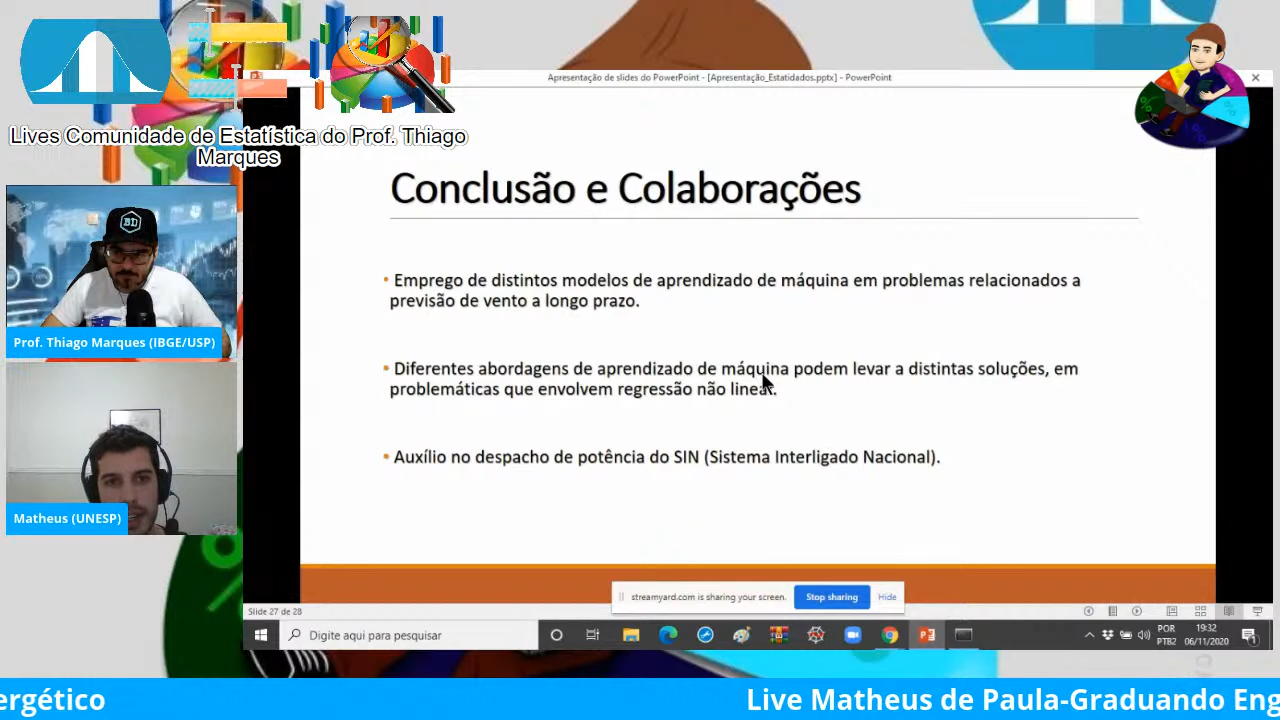 Apresentação de slides do PowerPoint - [Apresentação_Estatidados.pptx] - PowerPoint
Lives Comunidade de Estatística do Prof. Thiago
Marques
Conclusão e Colaborações
BD
Prof. Thiago Marques (IBGE/USP)
Matheus (UNESP)
• Emprego de distintos modelos de aprendizado de máquina em problemas relacionados a
previsão de vento a longo prazo.
• Diferentes abordagens de aprendizado de máquina podem levar a distintas soluções, em
problemáticas que envolvem regressão não linear.
• Auxílio no despacho de potência do SIN (Sistema Interligado Nacional).
streamyard.com is sharing your screen.
Stop sharing
Hide
Slide 27 de 28
Digite aqui para pesquisar
POR
PTB2
19:32
06/11/2020
ergético
Live Matheus de Paula-Graduando Eng